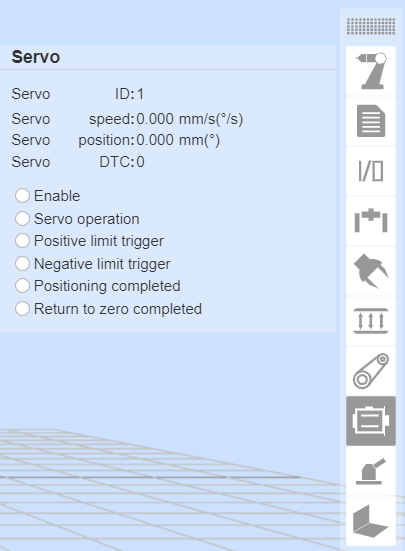 Servo
Servo ID:1
Servo speed:0.000 mm/s(°/s)
Servo position:0.000 mm(°)
Servo DTC:0
Enable
Servo operation
Positive limit trigger
Negative limit trigger
Positioning completed
Return to zero completed